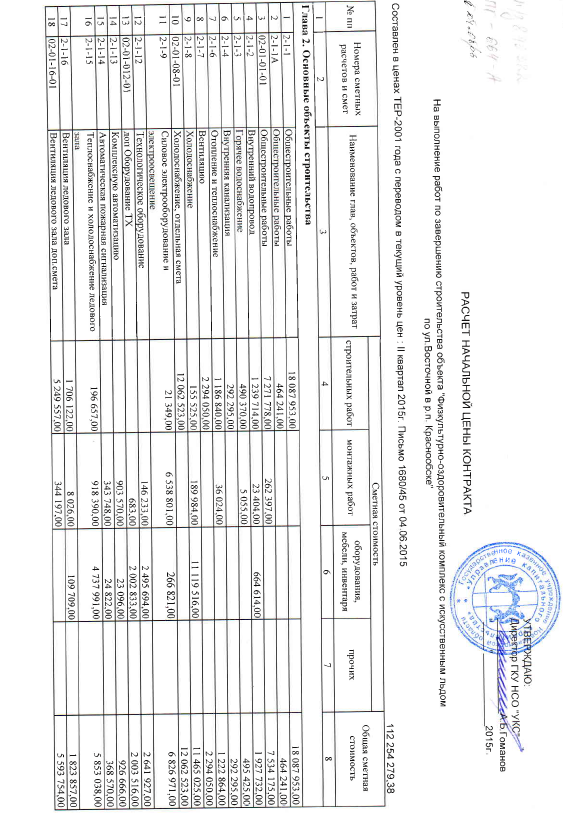 УТВЕРЖДАЮ:
Директор ГКУ НСО "УКС"
А.Б.Гоманов
2015г.
РАСЧЕТ НАЧАЛЬНОЙ ЦЕНЫ КОНТРАКТА
На выполнение работ по завершению строительства объекта "Физкультурно-оздоровительный комплекс с искусственным льдом
по ул.Восточной в р.п. Краснообске"
Составлен в ценах ТЕР-2001 года с переводом в текущий уровень цен : II квартал 2015г. Письмо 1680/45 от 04.06.2015
112 254 279,38
№ пп Номера сметных расчетов и смет Наименование глав, объектов, работ и затрат Сметная стоимость Общая сметная стоимость
строительных работ монтажных работ оборудования, мебели, инвентаря прочих
1 2 3 4 5 6 7 8
Глава 2. Основные объекты строительства
1 2-1-1 Общестроительные работы 18 087 953,00 18 087 953,00
2 2-1-1А Общестроительные работы 464 241,00 464 241,00
3 02-01-01-01 Общестроительные работы 7 271 778,00 262 397,00 7 534 175,00
4 2-1-2 Внутренний водопровод 1 239 714,00 23 404,00 664 614,00 1 927 732,00
5 2-1-3 Горячее водоснабжение 490 370,00 5 055,00 495 425,00
6 2-1-4 Внутренняя канализация 292 295,00 292 295,00
7 2-1-6 Отопление и теплоснабжение 1 186 840,00 36 024,00 1 222 864,00
8 2-1-7 Вентиляцию 2 294 050,00 2 294 050,00
9 2-1-8 Холодоснабжение 155 525,00 189 984,00 11 119 516,00 11 465 025,00
10 02-01-08-01 Холодоснабжение, отдельная смета 12 062 523,00 12 062 523,00
11 2-1-9 Силовое электрооборудование и
электроосвещение 21 349,00 6 538 801,00 266 821,00 6 826 971,00
12 2-1-12 Технологическое оборудование 146 233,00 2 495 694,00 2 641 927,00
13 02-01-012-01 доп Оборудование ТХ 683,00 2 002 833,00 2 003 516,00
14 2-1-13 Комплексную автоматизацию 903 570,00 23 096,00 926 666,00
15 2-1-14 Автоматическая пожарная сигнализация 343 748,00 24 822,00 368 570,00
16 2-1-15 Теплоснабжение и холодоснабжение ледового
зала 196 657,00 918 390,00 4 737 991,00 5 853 038,00
17 2-1-16 Вентиляция ледового зала 1 706 122,00 8 026,00 109 709,00 1 823 857,00
18 02-01-16-01 Вентиляция ледового зала доп.смета 5 249 557,00 344 197,00 5 593 754,00